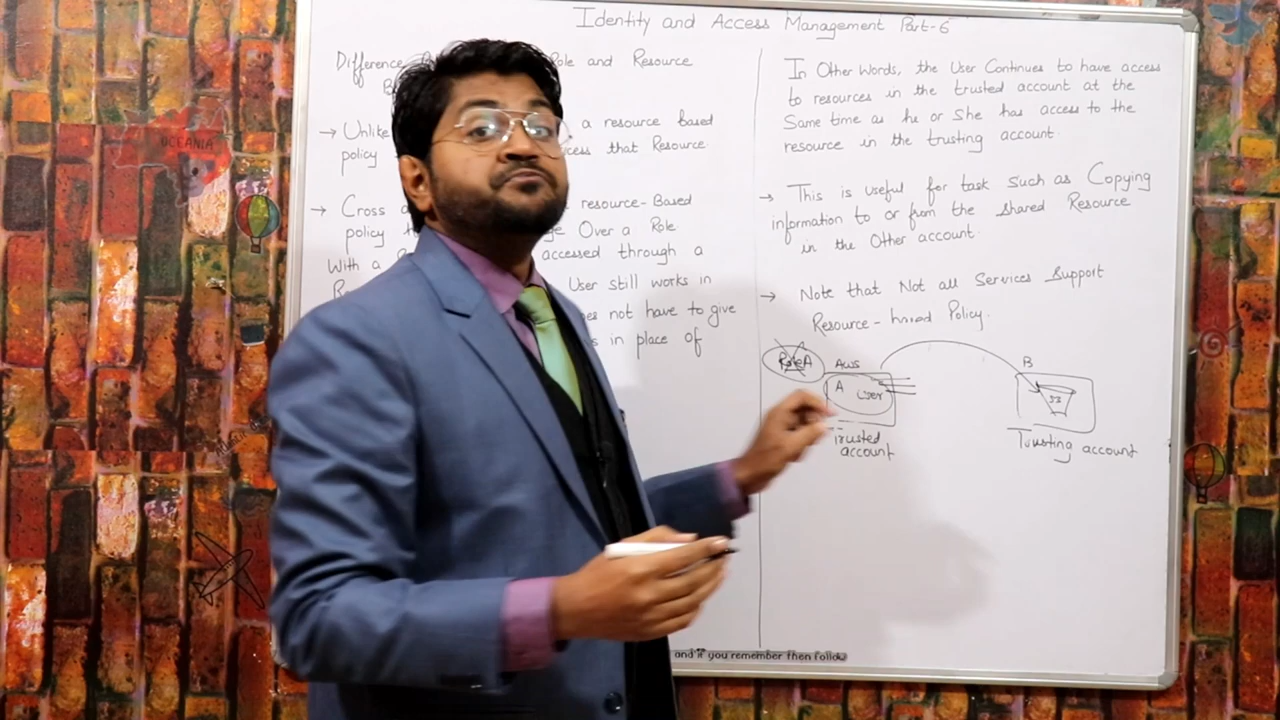 Identity and Access Management Part-6
Difference Role and Resource
→ Unlike a resource based
policy that Resource.
→ Cross resource-Based
policy Over a Role
With a accessed through a
User still works in
not have to give
in place of
In Other Words, the User Continues to have access
to resources in the trusted account at the
Same time as he or She has access to the
resource in the trusting account.
→ This is useful for task such as Copying
information to or from the shared Resource
in the Other account.
→ Note that Not all Services Support
Resource-based Policy.
Role A AWS B
A User S3
Trusted
account
Trusting account
and if you remember then follow
OCEANIA